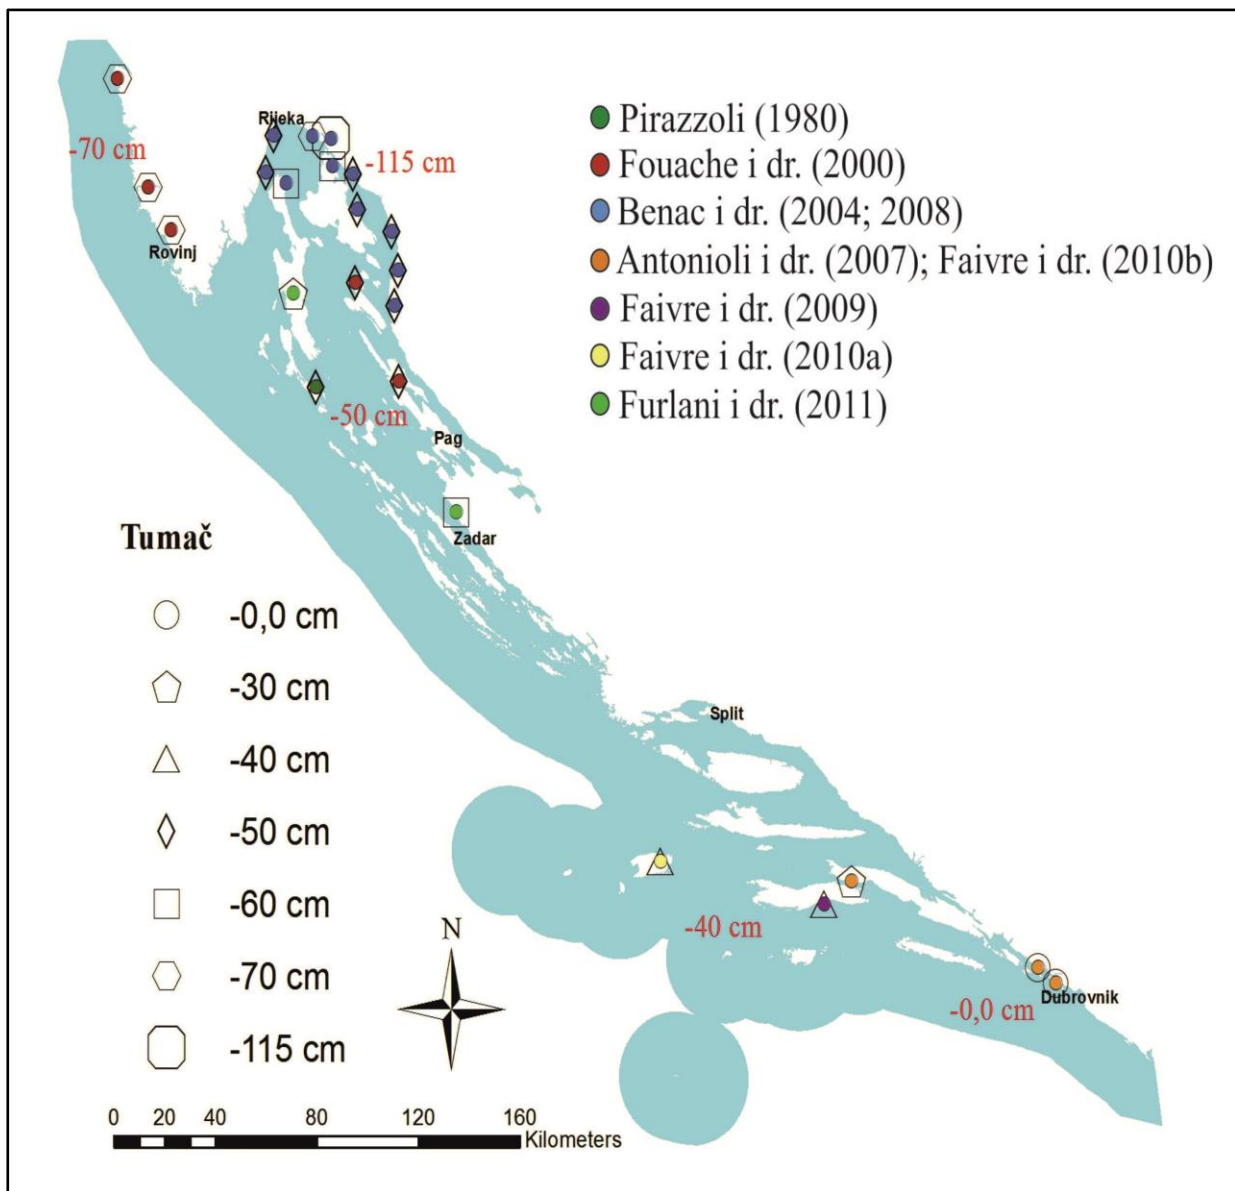 Rijeka
-70 cm
-115 cm
Rovinj
-50 cm
Pag
Zadar
Split
-40 cm
-0,0 cm
Dubrovnik
Pirazzoli (1980)
Fouache i dr. (2000)
Benac i dr. (2004; 2008)
Antonioli i dr. (2007); Faivre i dr. (2010b)
Faivre i dr. (2009)
Faivre i dr. (2010a)
Furlani i dr. (2011)
Tumač
-0,0 cm
-30 cm
-40 cm
-50 cm
-60 cm
-70 cm
-115 cm
N
0 20 40 80 120 160
Kilometers